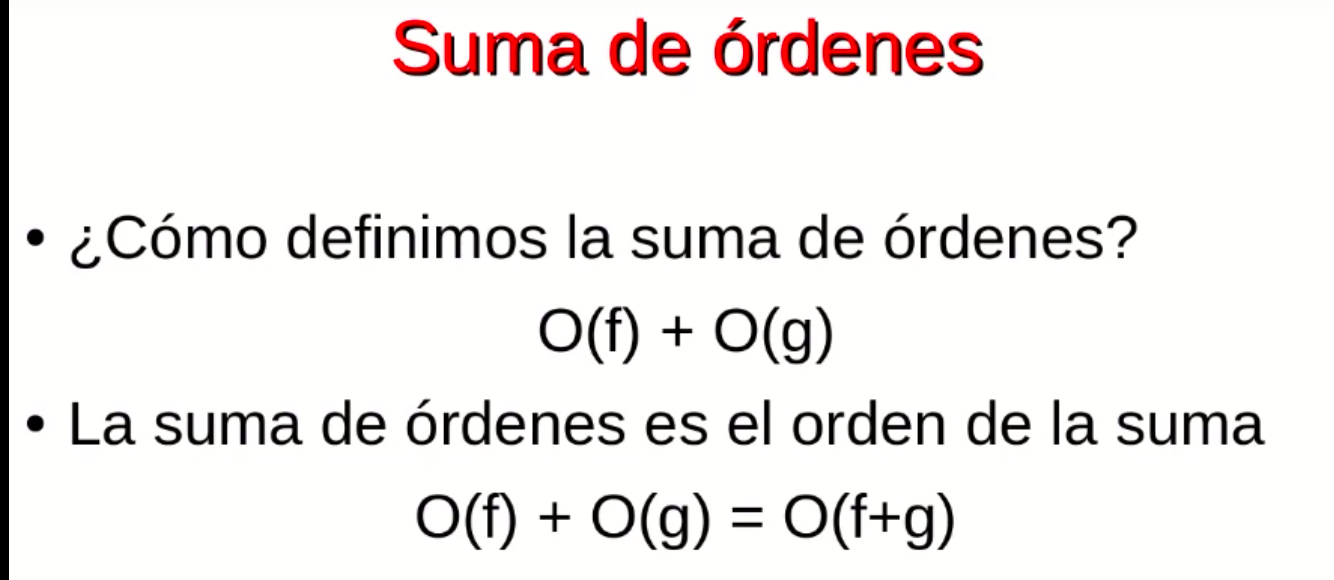 Suma de órdenes
• ¿Cómo definimos la suma de órdenes?
O(f) + O(g)
• La suma de órdenes es el orden de la suma
O(f) + O(g) = O(f+g)